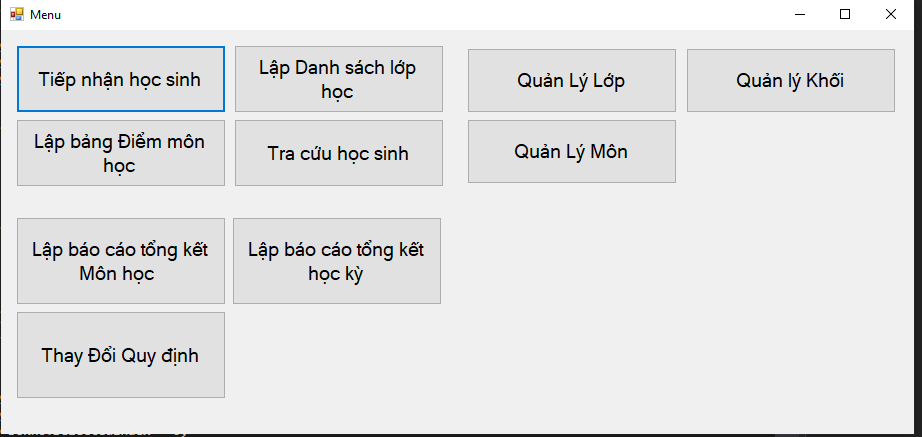 Menu
Tiếp nhận học sinh
Lập Danh sách lớp
học
Quản Lý Lớp
Quản lý Khối
Lập bảng Điểm môn
học
Tra cứu học sinh
Quản Lý Môn
Lập báo cáo tổng kết
Môn học
Lập báo cáo tổng kết
học kỳ
Thay Đổi Quy định